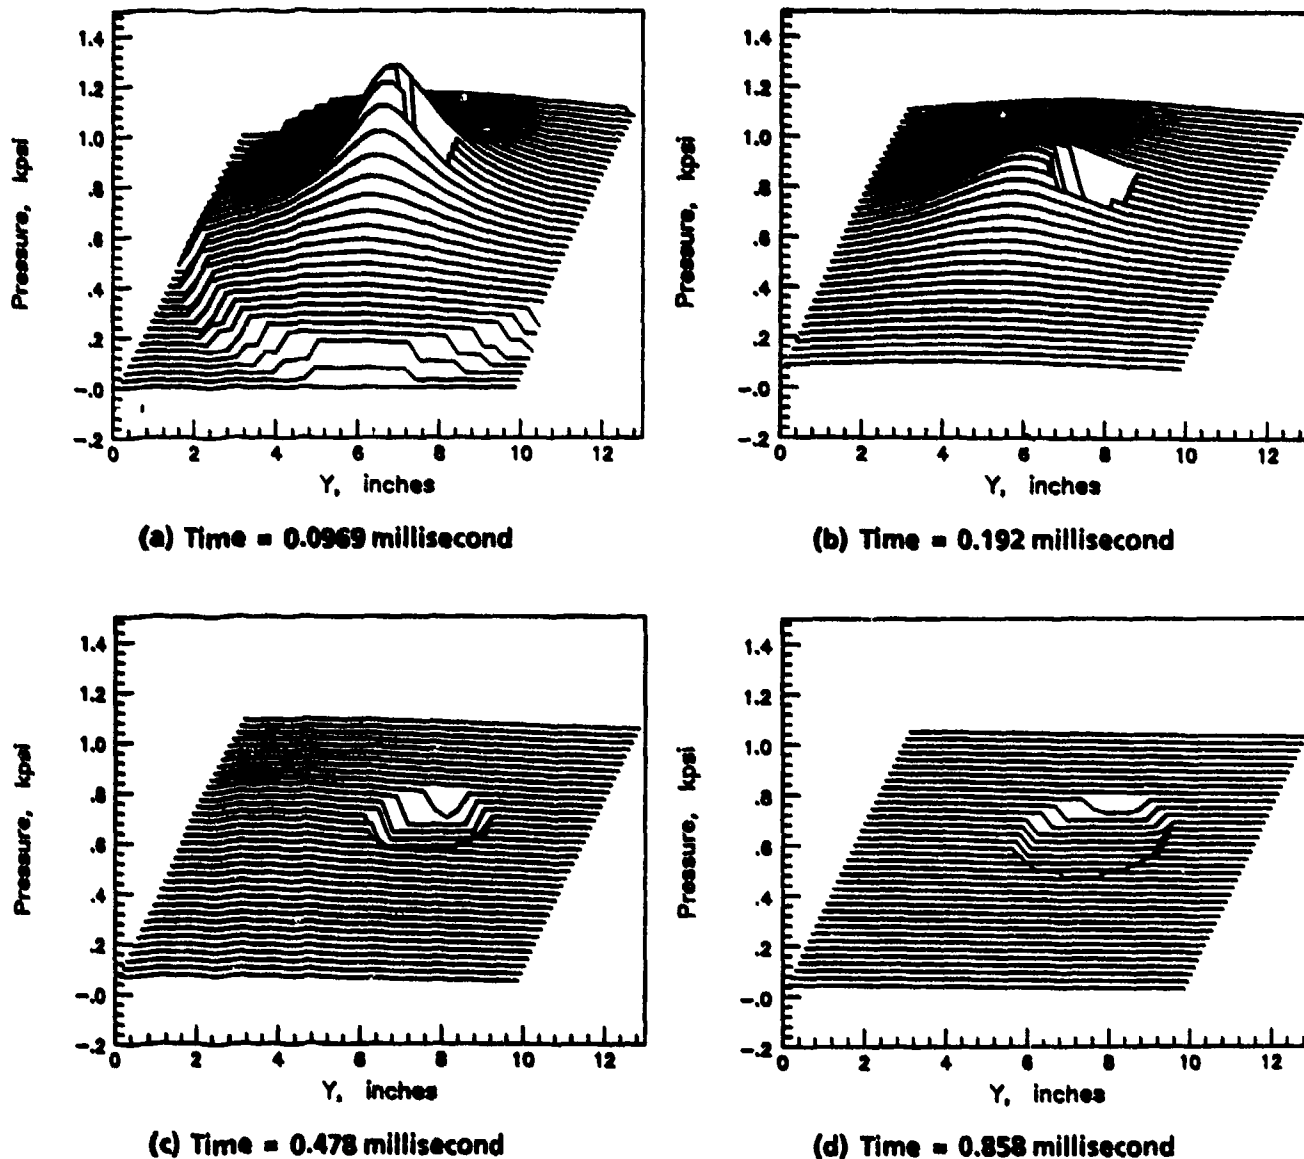 1.4
1.2
1.0
.8
.6
.4
.2
-.0
-.2
Pressure, kpsi
0 2 4 6 8 10 12
Y, inches
(a) Time = 0.0969 millisecond
1.4
1.2
1.0
.8
.6
.4
.2
-.0
-.2
Pressure, kpsi
0 2 4 6 8 10 12
Y, inches
(b) Time = 0.192 millisecond
1.4
1.2
1.0
.8
.6
.4
.2
-.0
-.2
Pressure, kpsi
0 2 4 6 8 10 12
Y, inches
(c) Time = 0.478 millisecond
1.4
1.2
1.0
.8
.6
.4
.2
-.0
-.2
Pressure, kpsi
0 2 4 6 8 10 12
Y, inches
(d) Time = 0.858 millisecond